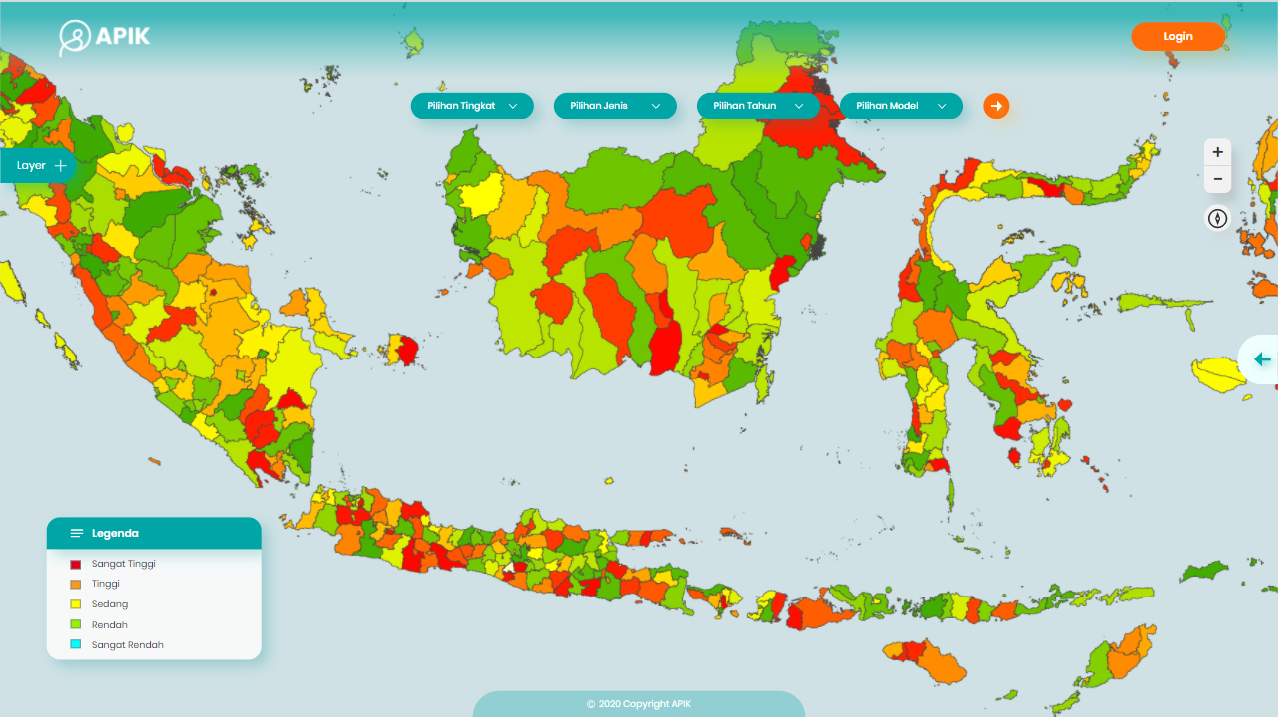 APIK
Login
Pilihan Tingkat
Pilihan Jenis
Pilihan Tahun
Pilihan Model
Layer
Legenda
Sangat Tinggi
Tinggi
Sedang
Rendah
Sangat Rendah
© 2020 Copyright APIK